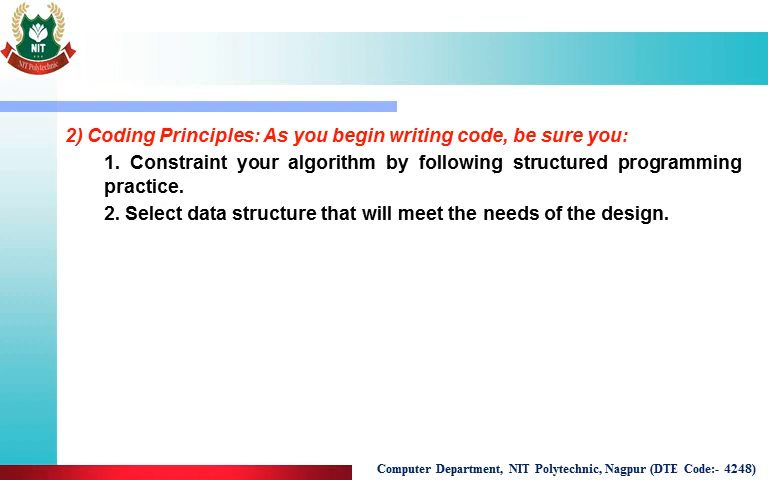 NIT
NIT Polytechnic
2) Coding Principles: As you begin writing code, be sure you:
1. Constraint your algorithm by following structured programming
practice.
2. Select data structure that will meet the needs of the design.
Computer Department, NIT Polytechnic, Nagpur (DTE Code:- 4248)